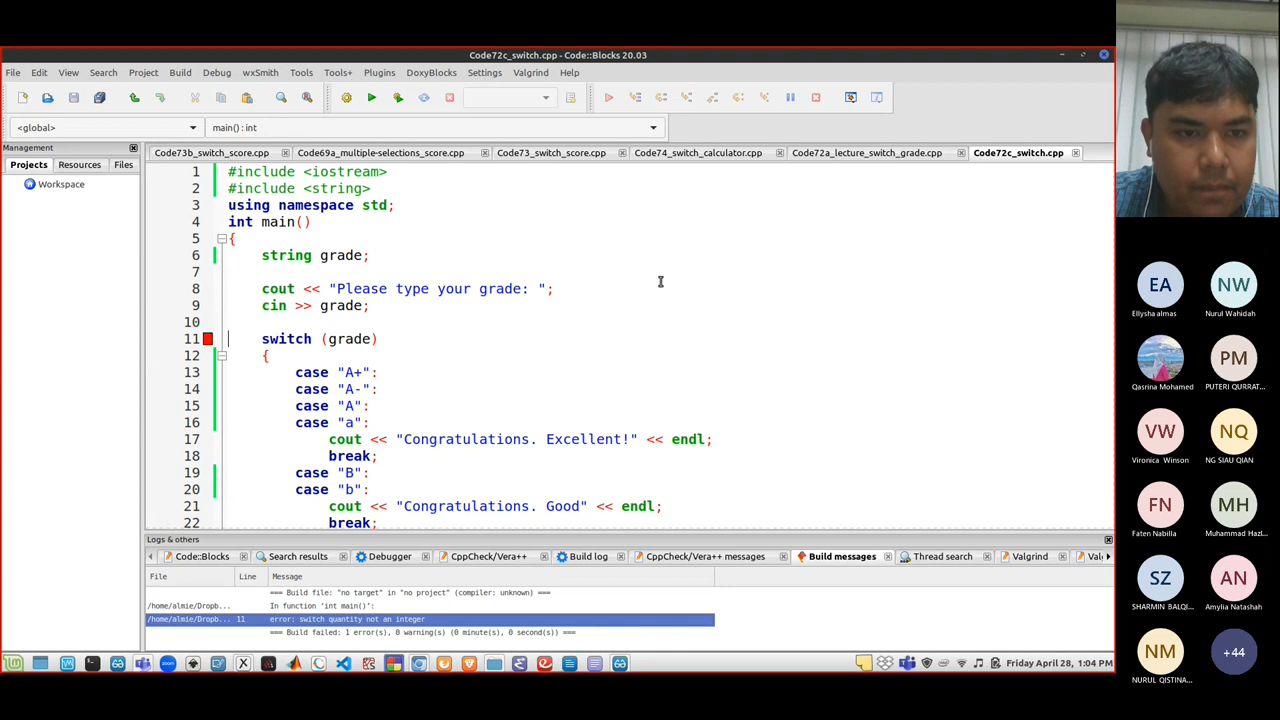 Code72c_switch.cpp - Code::Blocks 20.03
File Edit View Search Project Build Debug wxSmith Tools Tools+ Plugins DoxyBlocks Settings Valgrind Help
<global> main() : int
Management
Projects Resources Files
Workspace
Code73b_switch_score.cpp Code69a_multiple-selections_score.cpp Code73_switch_score.cpp Code74_switch_calculator.cpp Code72a_lecture_switch_grade.cpp Code72c_switch.cpp
1 #include <iostream>
2 #include <string>
3 using namespace std;
4 int main()
5 {
6 string grade;
7
8 cout << "Please type your grade: ";
9 cin >> grade;
10
11 switch (grade)
12 {
13 case "A+":
14 case "A-":
15 case "A":
16 case "a":
17 cout << "Congratulations. Excellent!" << endl;
18 break;
19 case "B":
20 case "b":
21 cout << "Congratulations. Good" << endl;
22 break;
Logs & others
Code::Blocks Search results Debugger CppCheck/Vera++ Build log CppCheck/Vera++ messages Build messages Thread search Valgrind Val
File Line Message
=== Build file: "no target" in "no project" (compiler: unknown) ===
/home/almie/Dropb... In function 'int main()':
/home/almie/Dropb... 11 error: switch quantity not an integer
=== Build failed: 1 error(s), 0 warning(s) (0 minute(s), 0 second(s)) ===
zoom
Friday April 28, 1:04 PM
EA NW
Ellysha almas Nurul Wahidah
PM
Qasrina Mohamed PUTERI QURRAT...
VW NQ
Vironica Winson NG SIAU QIAN
FN MH
Faten Nabilla Muhammad Hazi...
SZ AN
SHARMIN BALQI... Amylia Natashah
NM +44
NURUL QISTINA...